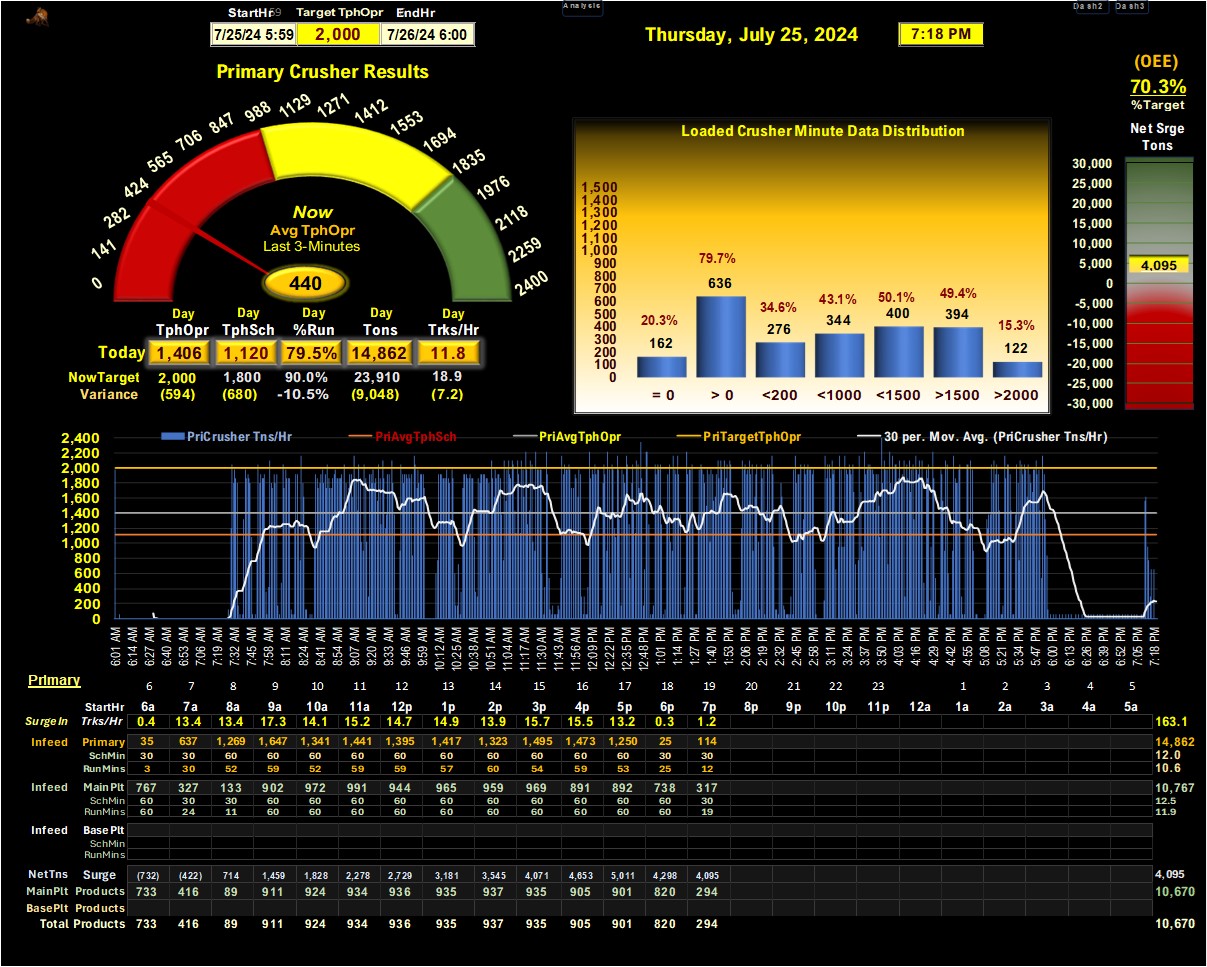 StartHr59 Target TphOpr EndHr
7/25/24 5:59 2,000 7/26/24 6:00
Analysis
Dash2 Dash3
Thursday, July 25, 2024 7:18 PM
Primary Crusher Results
0 141 282 424 565 706 847 988 1129 1271 1412 1553 1694 1835 1976 2118 2259 2400
Now
Avg TphOpr
Last 3-Minutes
440
Day Day Day Day Day
TphOpr TphSch %Run Tons Trks/Hr
Today 1,406 1,120 79.5% 14,862 11.8
NowTarget 2,000 1,800 90.0% 23,910 18.9
Variance (594) (680) -10.5% (9,048) (7.2)
Loaded Crusher Minute Data Distribution
1,500
1,400
1,300
1,200
1,100
1,000
900
800
700
600
500
400
300
200
100
0
20.3% 79.7% 34.6% 43.1% 50.1% 49.4% 15.3%
162 636 276 344 400 394 122
= 0 > 0 <200 <1000 <1500 >1500 >2000
(OEE)
70.3%
%Target
Net Srge
Tons
30,000
25,000
20,000
15,000
10,000
5,000
0
-5,000
-10,000
-15,000
-20,000
-25,000
-30,000
4,095
PriCrusher Tns/Hr PriAvgTphSch PriAvgTphOpr PriTargetTphOpr 30 per. Mov. Avg. (PriCrusher Tns/Hr)
2,400
2,200
2,000
1,800
1,600
1,400
1,200
1,000
800
600
400
200
0
6:01 AM 6:14 AM 6:27 AM 6:40 AM 6:53 AM 7:06 AM 7:19 AM 7:32 AM 7:45 AM 7:58 AM 8:11 AM 8:28 AM 8:41 AM 8:54 AM 9:07 AM 9:20 AM 9:33 AM 9:46 AM 9:59 AM 10:12 AM 10:25 AM 10:38 AM 10:51 AM 11:04 AM 11:17 AM 11:30 AM 11:43 AM 11:56 AM 12:09 PM 12:22 PM 12:35 PM 12:48 PM 1:01 PM 1:14 PM 1:27 PM 1:40 PM 1:53 PM 2:06 PM 2:19 PM 2:32 PM 2:45 PM 2:58 PM 3:11 PM 3:24 PM 3:37 PM 3:50 PM 4:03 PM 4:16 PM 4:29 PM 4:42 PM 4:55 PM 5:08 PM 5:21 PM 5:34 PM 5:47 PM 6:00 PM 6:13 PM 6:26 PM 6:39 PM 6:52 PM 7:05 PM 7:18 PM
Primary 6 7 8 9 10 11 12 13 14 15 16 17 18 19 20 21 22 23 1 2 3 4 5
StartHr 6a 7a 8a 9a 10a 11a 12p 1p 2p 3p 4p 5p 6p 7p 8p 9p 10p 11p 12a 1a 2a 3a 4a 5a
SurgeIn Trks/Hr 0.4 13.4 13.4 17.3 14.1 15.2 14.7 14.9 13.9 15.7 15.5 13.2 0.3 1.2 163.1
Infeed Primary 35 637 1,269 1,647 1,341 1,441 1,395 1,417 1,323 1,495 1,473 1,250 25 114 14,862
SchMin 30 30 60 60 60 60 60 60 60 60 60 60 30 30 12.0
RunMins 3 30 52 59 52 59 59 57 60 54 59 53 25 12 10.6
Infeed MainPlt 767 327 133 902 972 991 944 965 959 969 891 892 738 317 10,767
SchMin 60 30 30 60 60 60 60 60 60 60 60 60 60 30 12.5
RunMins 60 24 11 60 60 60 60 60 60 60 60 60 60 19 11.9
Infeed BasePlt
SchMin
RunMins
NetTns Surge (732) (422) 714 1,459 1,828 2,278 2,729 3,181 3,545 4,071 4,653 5,011 4,298 4,095 4,095
MainPlt Products 733 416 89 911 924 934 936 935 937 935 905 901 820 294 10,670
BasePlt Products
Total Products 733 416 89 911 924 934 936 935 937 935 905 901 820 294 10,670